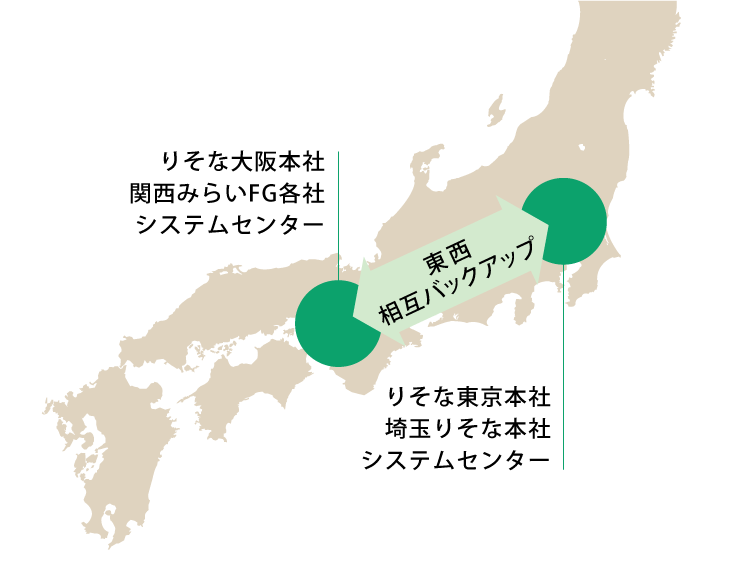 りそな大阪本社
関西みらいFG各社
システムセンター
東西
相互バックアップ
りそな東京本社
埼玉りそな本社
システムセンター